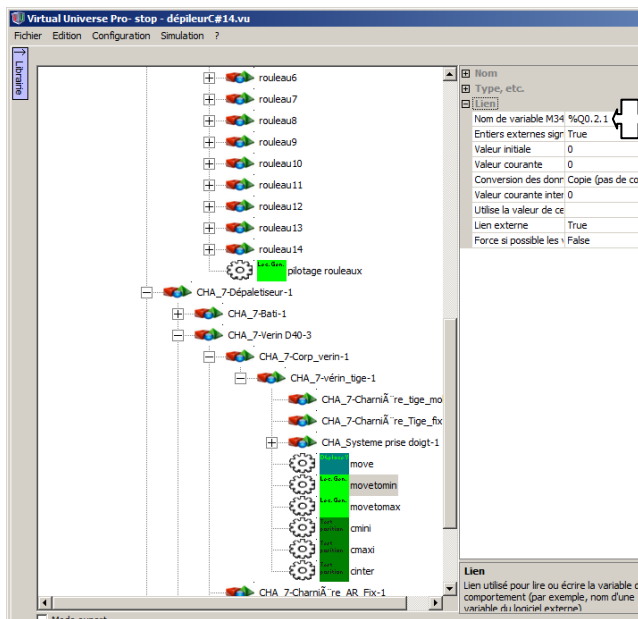 Virtual Universe Pro- stop - dépileurC#14.vu
Fichier Edition Configuration Simulation ?
Librairie
rouleau6
rouleau7
rouleau8
rouleau9
rouleau10
rouleau11
rouleau12
rouleau13
rouleau14
Loc. Gen. pilotage rouleaux
CHA_7-Dépaletiseur-1
CHA_7-Bati-1
CHA_7-Verin D40-3
CHA_7-Corp_verin-1
CHA_7-vérin_tige-1
CHA_7-CharniÃ¨re_tige_mo
CHA_7-CharniÃ¨re_Tige_fix
CHA_Systeme prise doigt-1
move
Loc. Gen. movetomin
Loc. Gen. movetomax
cmini
cmaxi
cinter
CHA_7-CharniÃ¨re_AR_Fix-1
Nom
Type, etc.
Lien
Nom de variable M34 %Q0.2.1
Entiers externes sigr True
Valeur initiale 0
Valeur courante 0
Conversion des donr Copie (pas de co
Valeur courante inter 0
Utilise la valeur de ce
Lien externe True
Force si possible les v False
Lien
Lien utilisé pour lire ou écrire la variable d
comportement (par exemple, nom d'une
variable du logiciel externe)
Mode expert